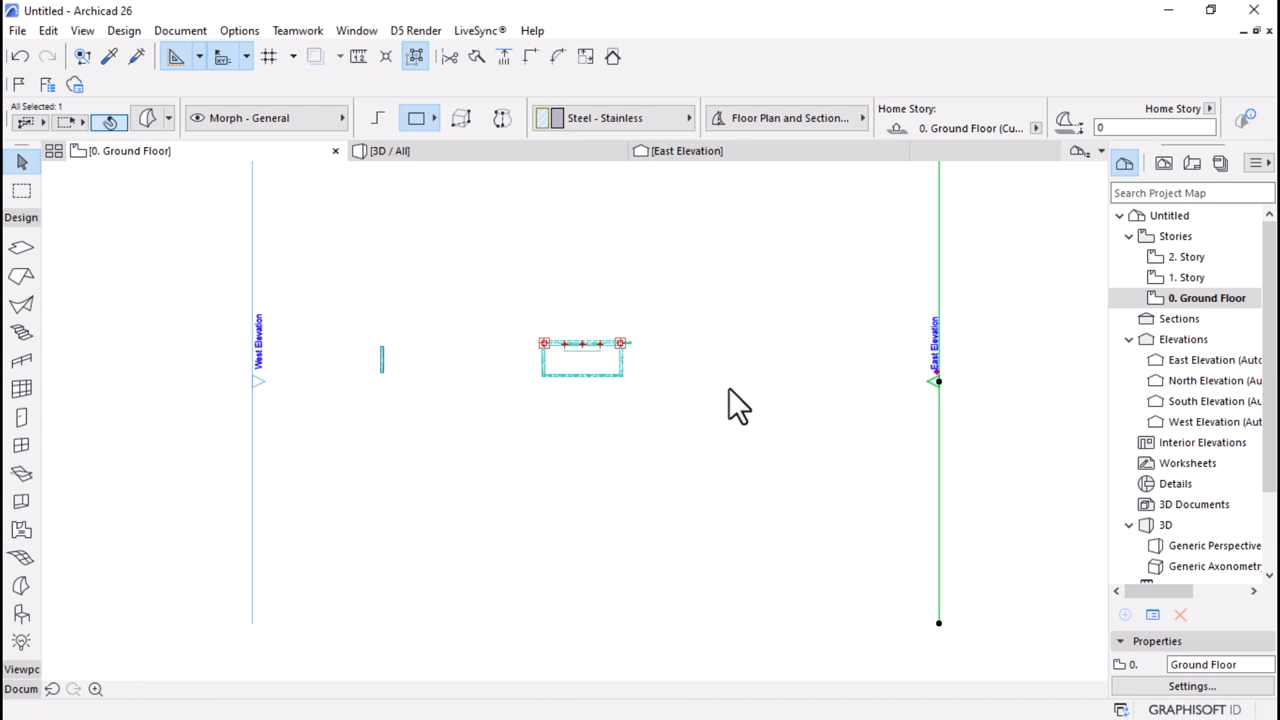 Untitled - Archicad 26
File Edit View Design Document Options Teamwork Window D5 Render LiveSync® Help
All Selected: 1
Morph - General
Steel - Stainless
Floor Plan and Section...
Home Story:
0. Ground Floor (Cu...
Home Story
0
[0. Ground Floor]
[3D / All]
[East Elevation]
Design
Search Project Map
Untitled
Stories
2. Story
1. Story
0. Ground Floor
Sections
Elevations
East Elevation (Auto
North Elevation (Au
South Elevation (Au
West Elevation (Aut
Interior Elevations
Worksheets
Details
3D Documents
3D
Generic Perspective
Generic Axonometr
West Elevation
East Elevation
Properties
0.
Ground Floor
Settings...
Viewpc
Docum
GRAPHISOFT ID